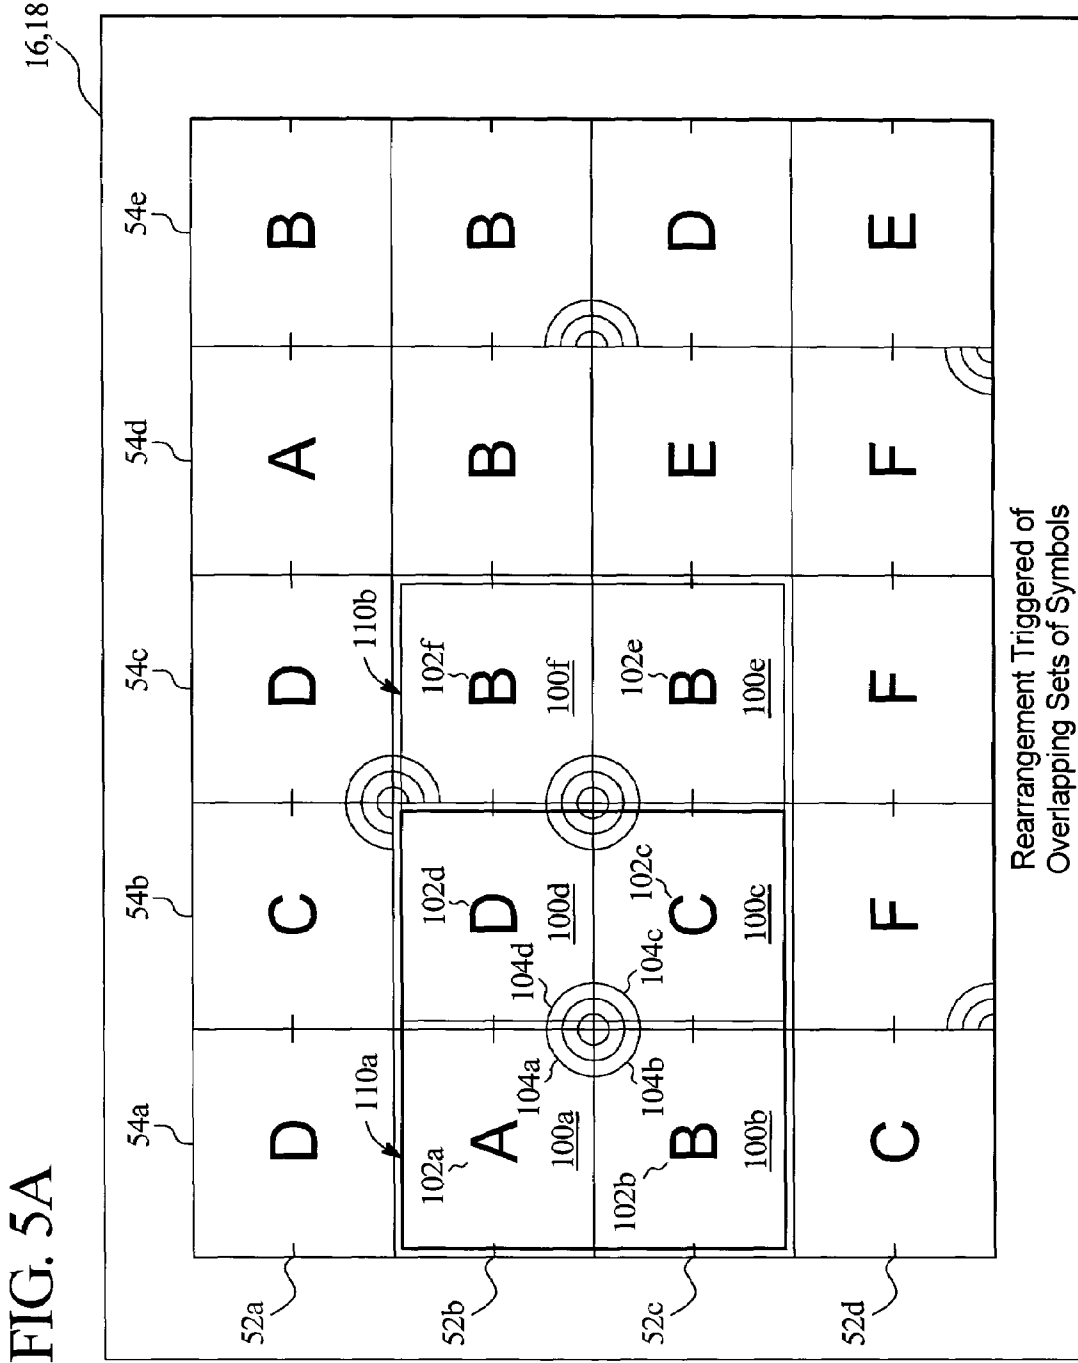 FIG. 5A
16,18
54a 54b 54c 54d 54e
52a
D C D A B
110a 110b
52b
102a 102d 102f
A D B B B
104a 104d
100a 100d 100f
52c
102b 102c 102e
B C B E D
104b 104c
100b 100c 100e
52d
C F F F E
Rearrangement Triggered of
Overlapping Sets of Symbols